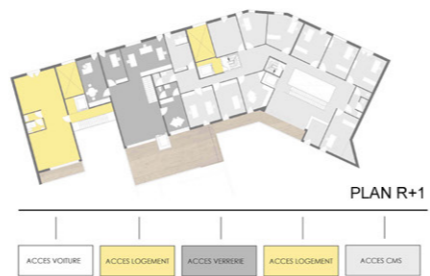 PLAN R+1
ACCES VOITURE
ACCES LOGEMENT
ACCES VERRERIE
ACCES LOGEMENT
ACCES CMS